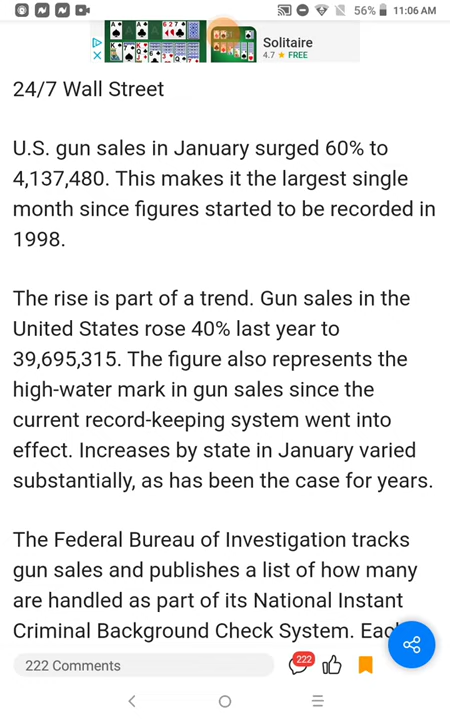 56% 11:06 AM
Solitaire
4.7 ★ FREE
24/7 Wall Street
U.S. gun sales in January surged 60% to
4,137,480. This makes it the largest single
month since figures started to be recorded in
1998.
The rise is part of a trend. Gun sales in the
United States rose 40% last year to
39,695,315. The figure also represents the
high-water mark in gun sales since the
current record-keeping system went into
effect. Increases by state in January varied
substantially, as has been the case for years.
The Federal Bureau of Investigation tracks
gun sales and publishes a list of how many
are handled as part of its National Instant
Criminal Background Check System.
222 Comments
222